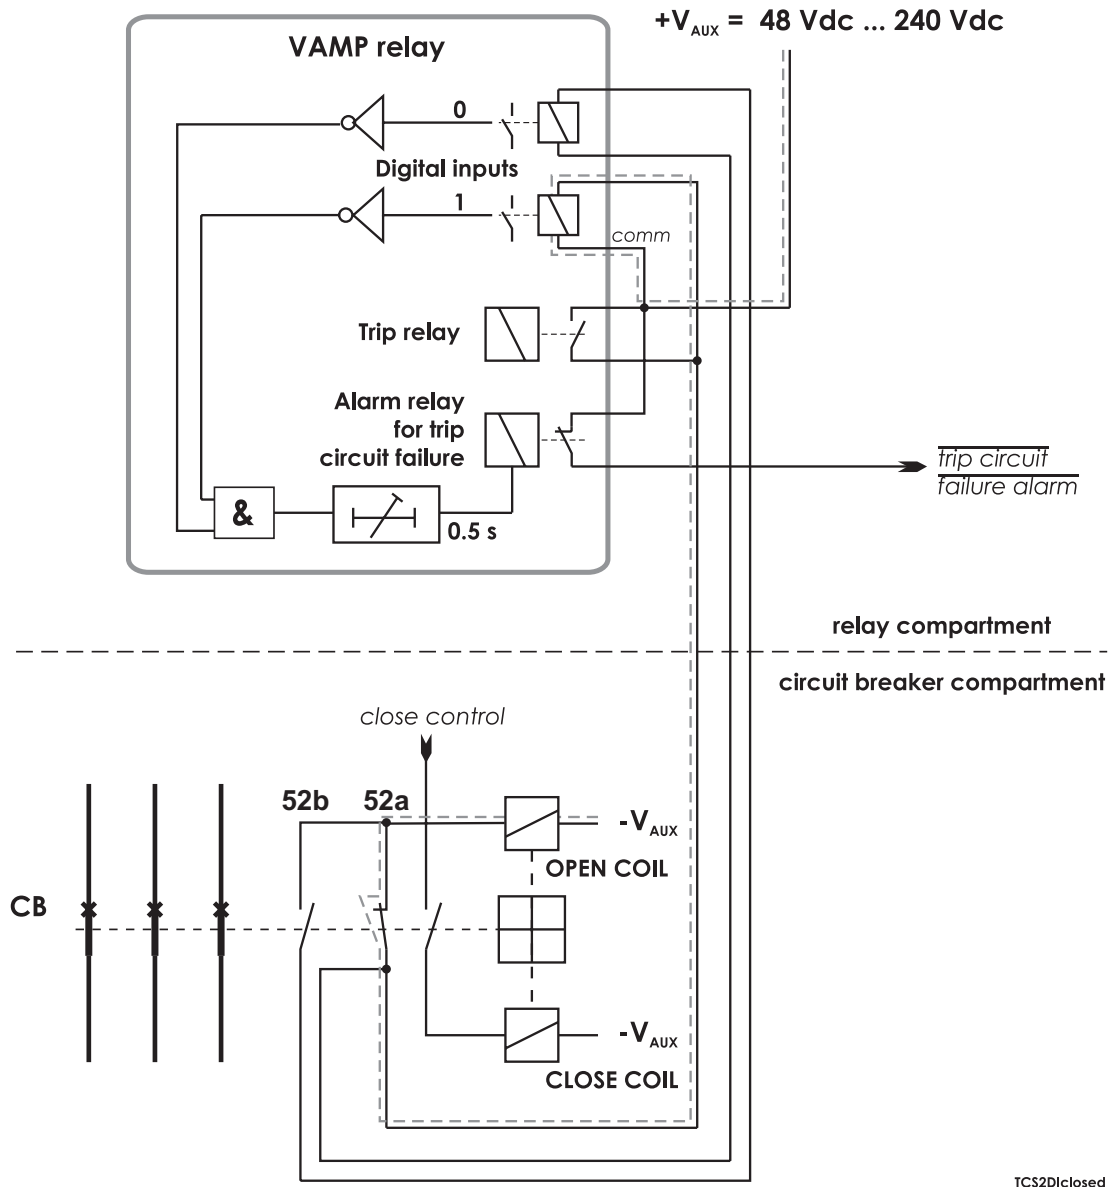 +VAUX = 48 Vdc ... 240 Vdc
VAMP relay
0
Digital inputs
1
comm
Trip relay
Alarm relay
for trip
circuit failure
trip circuit
failure alarm
&
0.5 s
relay compartment
circuit breaker compartment
close control
52b
52a
-VAUX
OPEN COIL
CB
-VAUX
CLOSE COIL
TCS2DIclosed